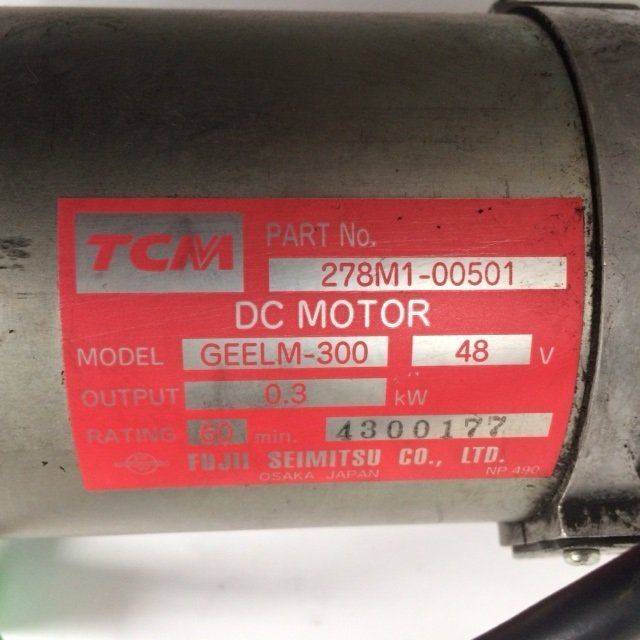 TCM
PART No.
278M1-00501
DC MOTOR
MODEL GEELM-300 48 V
OUTPUT 0.3 kW
RATING 60 min. 4300177
FUJII SEIMITSU CO., LTD.
OSAKA JAPAN
NP 490